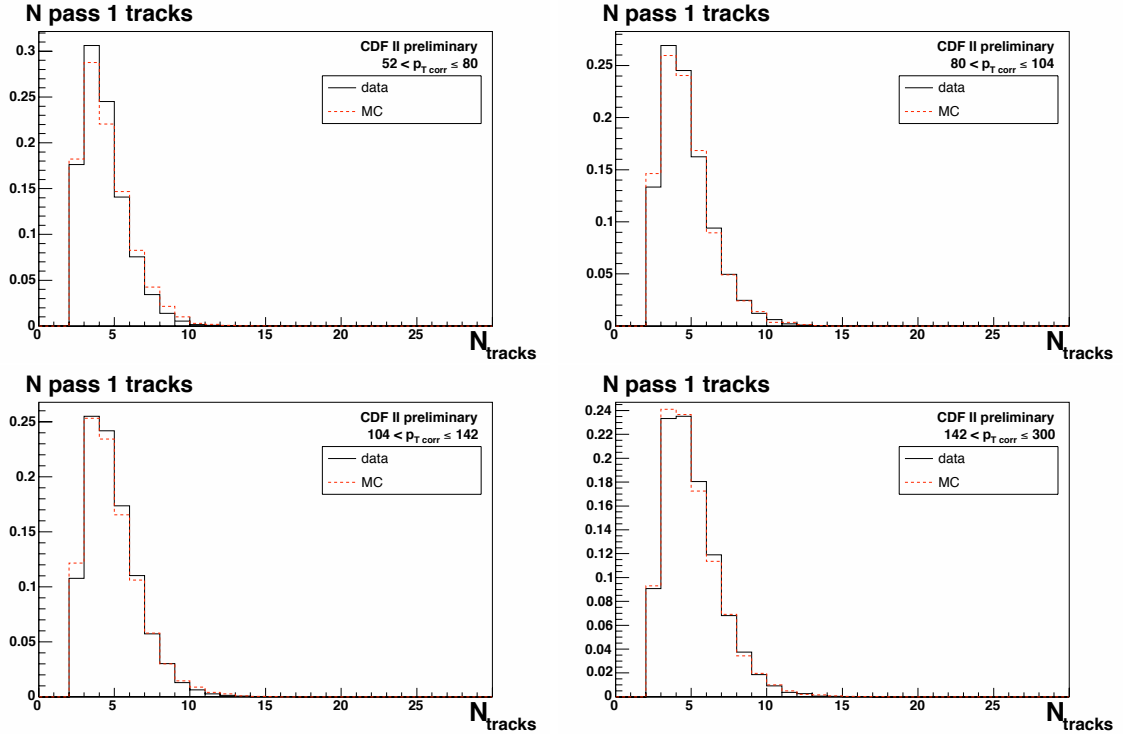 N pass 1 tracks
CDF II preliminary
52 < p_T corr ≤ 80
data
MC
0.3
0.25
0.2
0.15
0.1
0.05
0
0 5 10 15 20 25
N_tracks
N pass 1 tracks
CDF II preliminary
80 < p_T corr ≤ 104
data
MC
0.25
0.2
0.15
0.1
0.05
0
0 5 10 15 20 25
N_tracks
N pass 1 tracks
CDF II preliminary
104 < p_T corr ≤ 142
data
MC
0.25
0.2
0.15
0.1
0.05
0
0 5 10 15 20 25
N_tracks
N pass 1 tracks
CDF II preliminary
142 < p_T corr ≤ 300
data
MC
0.24
0.22
0.2
0.18
0.16
0.14
0.12
0.1
0.08
0.06
0.04
0.02
0
0 5 10 15 20 25
N_tracks